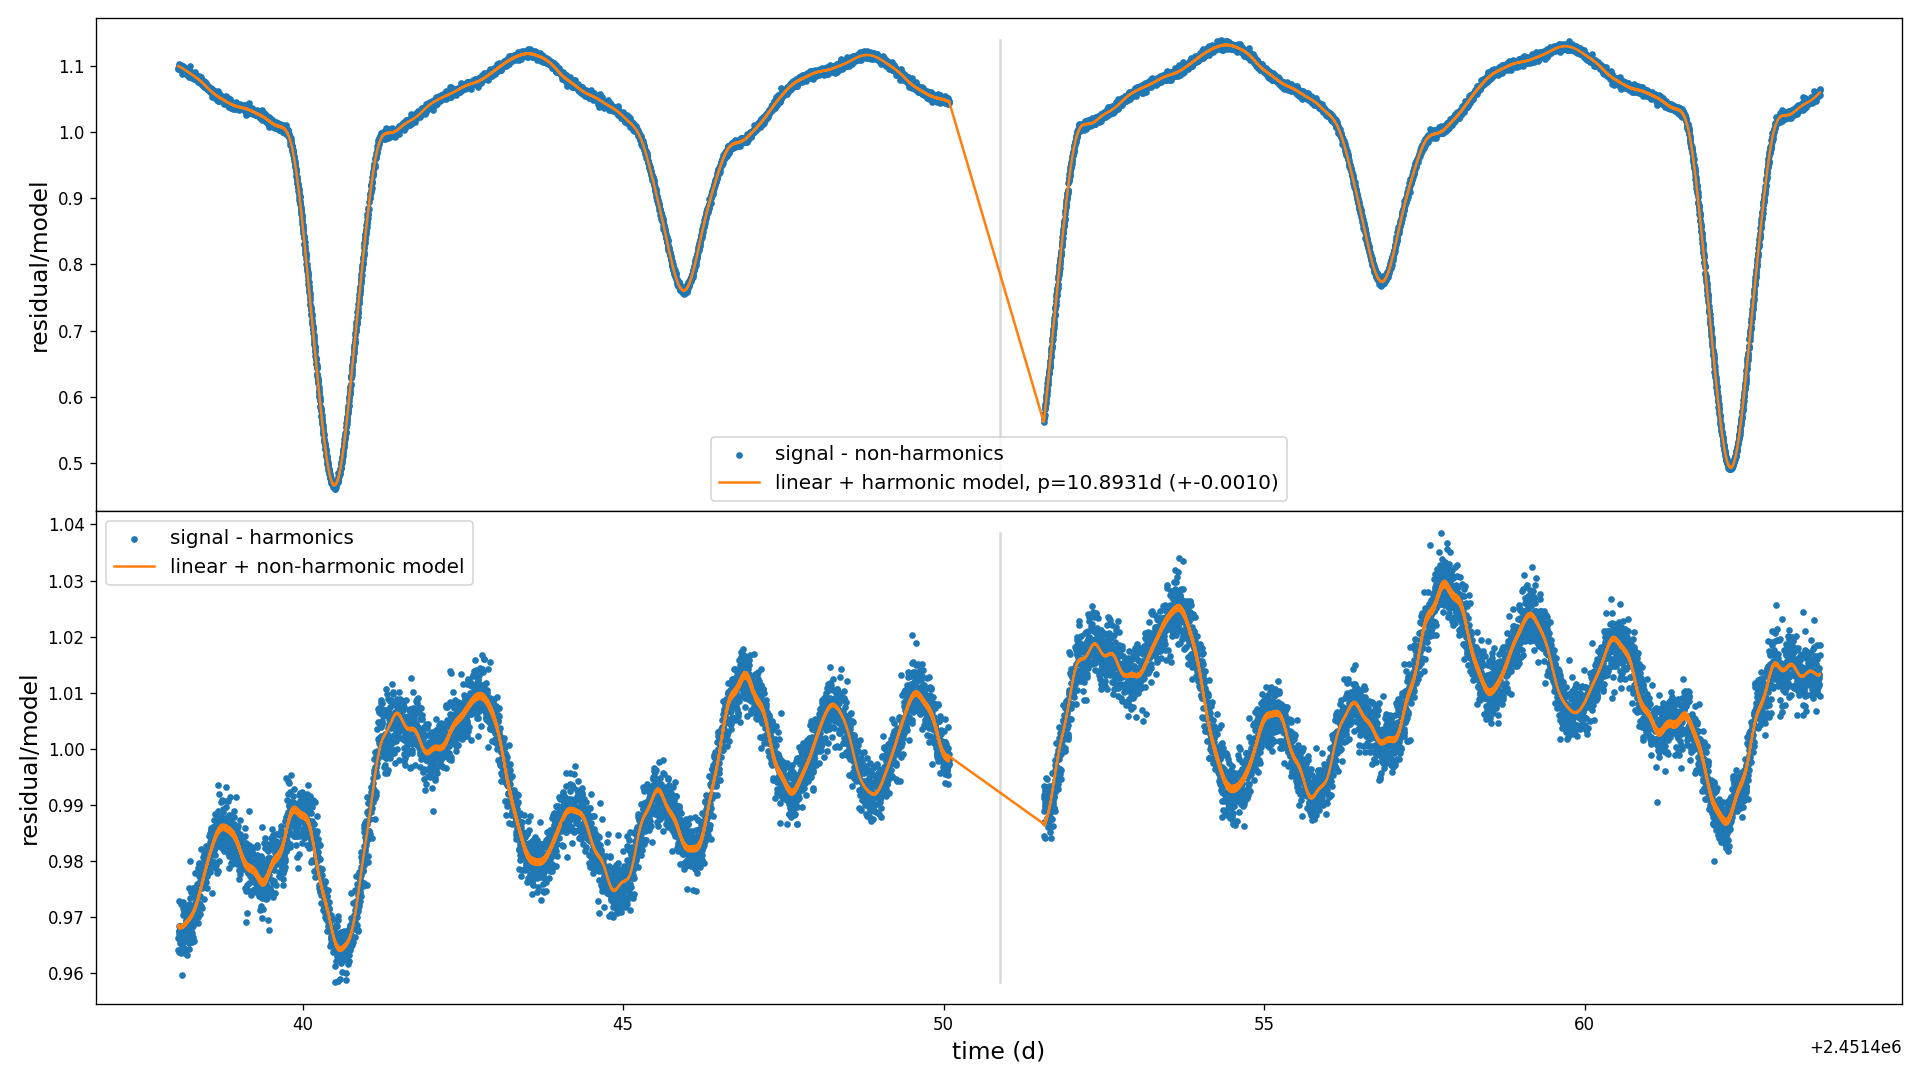 1.1
1.0
0.9
0.8
0.7
0.6
0.5
residual/model
signal - non-harmonics
linear + harmonic model, p=10.8931d (+-0.0010)
1.04
1.03
1.02
1.01
1.00
0.99
0.98
0.97
0.96
residual/model
signal - harmonics
linear + non-harmonic model
40
45
50
55
60
time (d)
+2.4514e6